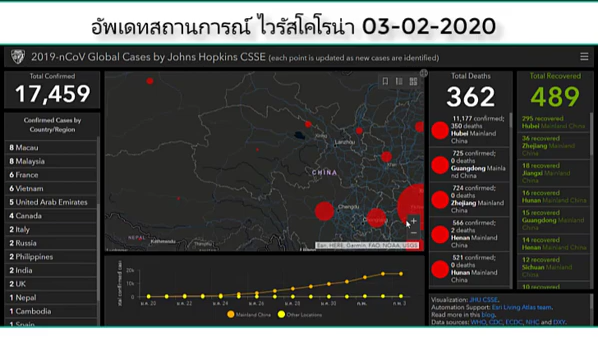 อัพเดทสถานการณ์ ไวรัสโคโรน่า 03-02-2020
2019-nCoV Global Cases by Johns Hopkins CSSE (each point is updated as new cases are identified)
Total Confirmed
17,459
Confirmed Cases by
Country/Region
8 Macau
8 Malaysia
6 France
6 Vietnam
5 United Arab Emirates
4 Canada
2 Italy
2 Russia
2 Philippines
2 India
2 UK
1 Nepal
1 Cambodia
1 Spain
Lanzhou
CHINA
Chengdu
NEPAL
Kathmandu
Thimphu
Esri, HERE, Garmin, FAO, NOAA, USGS
20k
10k
0
Mainland China
Other Locations
Total Deaths
362
11,177 confirmed;
350 deaths
Hubei Mainland
China
725 confirmed;
0 deaths
Guangdong Mainla
nd China
724 confirmed;
0 deaths
Zhejiang Mainland
China
566 confirmed;
2 deaths
Henan Mainland
China
521 confirmed;
0 deaths
Hunan Mainland
China
Total Recovered
489
295 recovered
Hubei Mainland China
36 recovered
Zhejiang Mainland
China
18 recovered
Jiangxi Mainland
China
16 recovered
Hunan Mainland China
15 recovered
Guangdong Mainland
China
14 recovered
Henan Mainland China
12 recovered
Sichuan Mainland
China
10 recovered
Visualization: JHU CSSE.
Automation Support: Esri Living Atlas team.
Read more in this blog.
Data sources: WHO, CDC, ECDC, NHC and DXY.